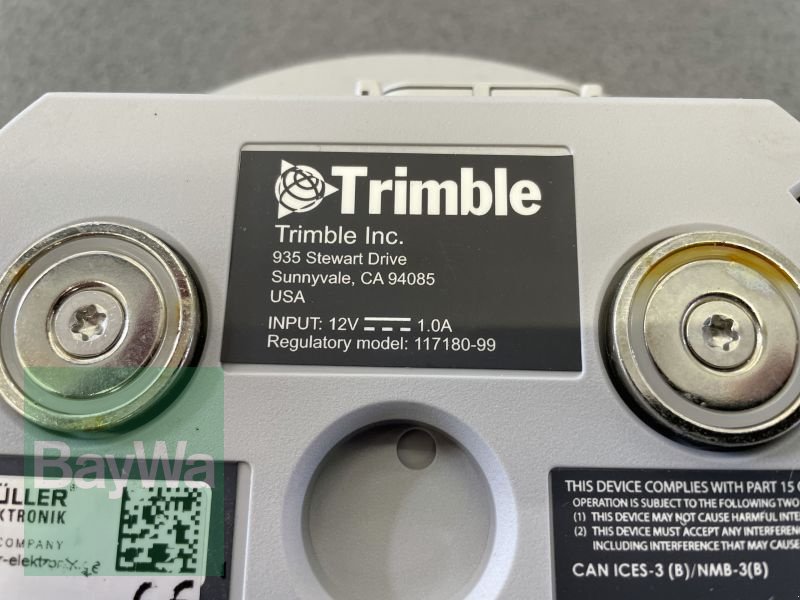 Trimble
Trimble Inc.
935 Stewart Drive
Sunnyvale, CA 94085
USA
INPUT: 12V 1.0A
Regulatory model: 117180-99
BayWa
ÜLLER
KTRONIK
COMPANY
THIS DEVICE COMPLIES WITH PART 15
OPERATION IS SUBJECT TO THE FOLLOWING TWO
(1) THIS DEVICE MAY NOT CAUSE HARMFUL
(2) THIS DEVICE MUST ACCEPT ANY
INCLUDING INTERFERENCE THAT MAY
CAN ICES-3 (B)/NMB-3(B)